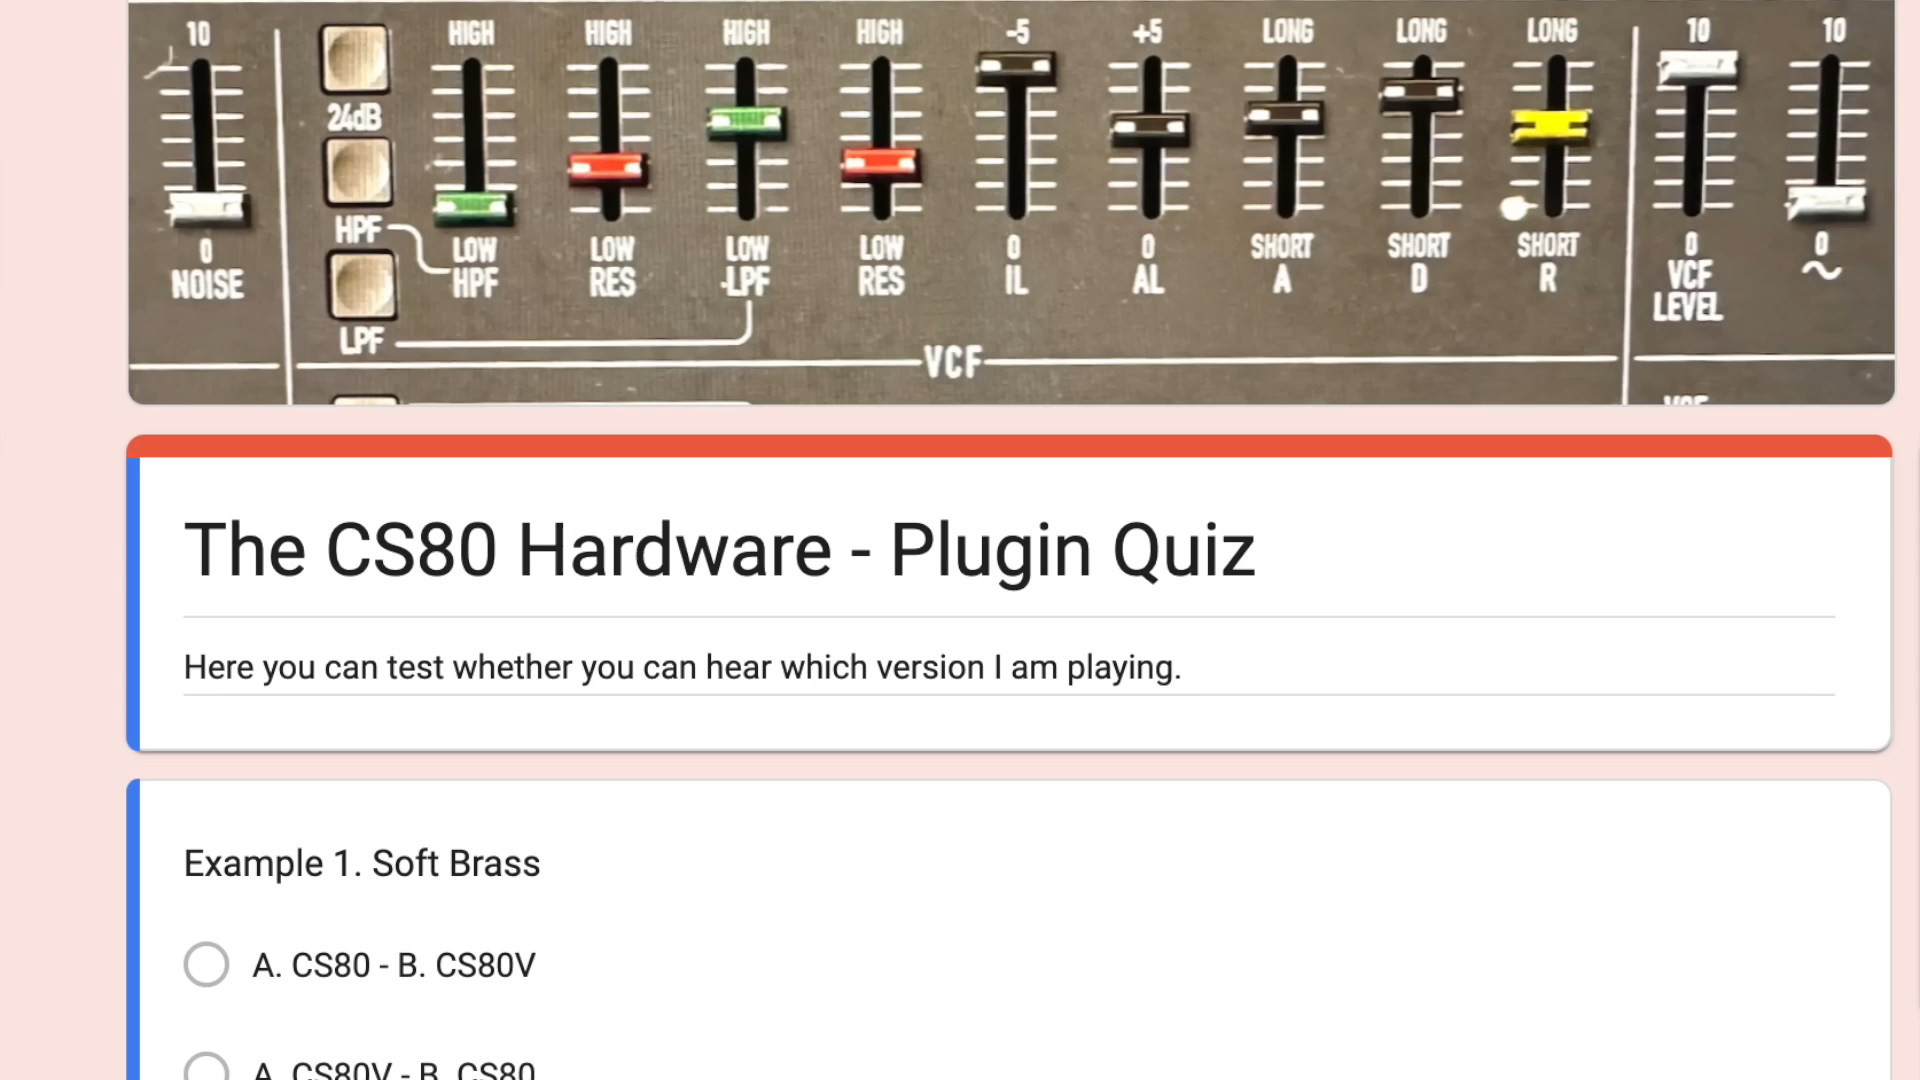 10 HIGH HIGH HIGH HIGH -5 +5 LONG LONG LONG 10 10
24dB
HPF
LPF
0 LOW LOW LOW LOW 0 0 SHORT SHORT SHORT 0 0
NOISE HPF RES LPF RES IL AL A D R VCF LEVEL ~
VCF
The CS80 Hardware - Plugin Quiz
Here you can test whether you can hear which version I am playing.
Example 1. Soft Brass
A. CS80 - B. CS80V
A. CS80V - B. CS80